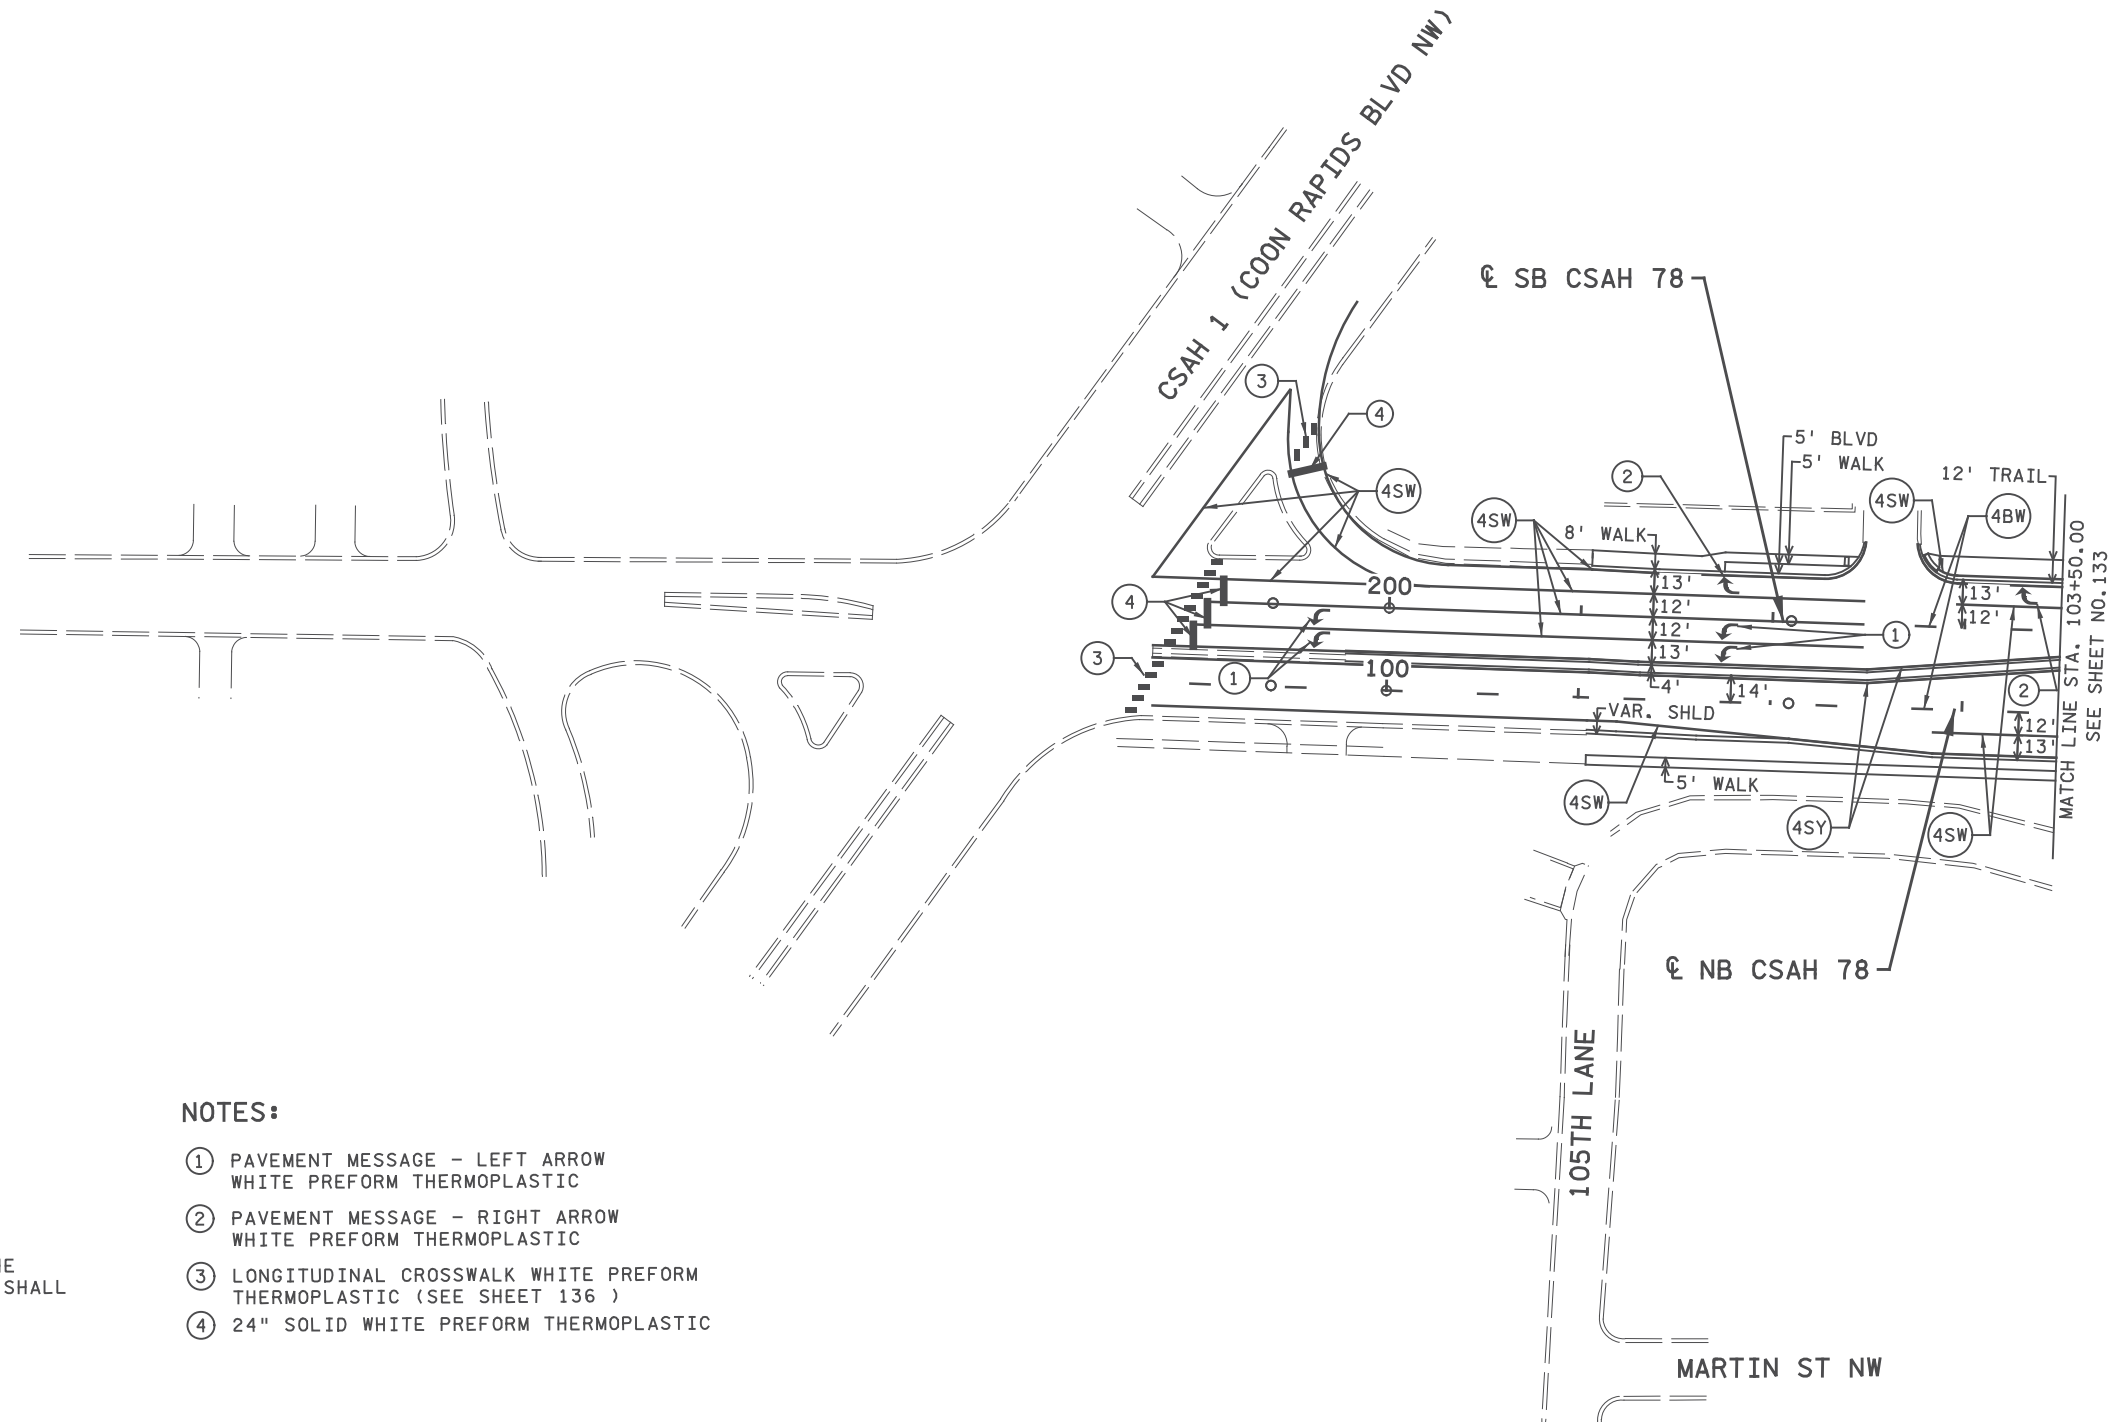 CSAH 1 (COON RAPIDS BLVD NW)
℄ SB CSAH 78
3
4
4SW
2
5' BLVD
5' WALK
12' TRAIL
4SW
4BW
4SW
8' WALK
200
13'
12'
12'
13'
13'
12'
4
3
1
1
100
4'
14'
2
VAR. SHLD
12'
13'
5' WALK
4SW
4SY
4SW
MATCH LINE STA. 103+50.00
SEE SHEET NO.133
℄ NB CSAH 78
105TH LANE
MARTIN ST NW
NOTES:
1 PAVEMENT MESSAGE - LEFT ARROW
WHITE PREFORM THERMOPLASTIC
2 PAVEMENT MESSAGE - RIGHT ARROW
WHITE PREFORM THERMOPLASTIC
3 LONGITUDINAL CROSSWALK WHITE PREFORM
THERMOPLASTIC (SEE SHEET 136 )
4 24" SOLID WHITE PREFORM THERMOPLASTIC
SHALL